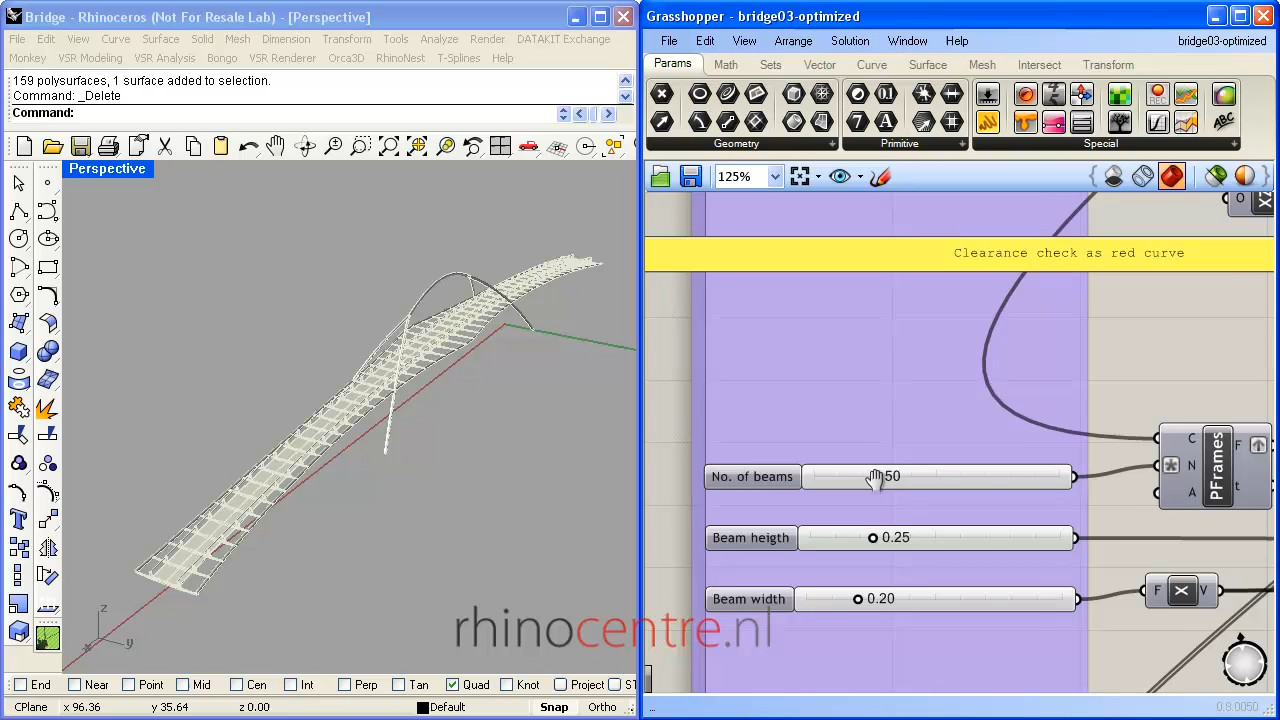 Bridge - Rhinoceros (Not For Resale Lab) - [Perspective]
File Edit View Curve Surface Solid Mesh Dimension Transform Tools Analyze Render DATAKIT Exchange
Monkey VSR Modeling VSR Analysis Bongo VSR Renderer Orca3D RhinoNest T-Splines Help
159 polysurfaces, 1 surface added to selection.
Command: _Delete
Command:
Perspective
z
x
y
End Near Point Mid Cen Int Perp Tan Quad Knot Project
CPlane x 96.36 y 35.64 z 0.00 Default Snap Ortho
Grasshopper - bridge03-optimized
File Edit View Arrange Solution Window Help bridge03-optimized
Params Math Sets Vector Curve Surface Mesh Intersect Transform
Geometry Primitive Special
125%
Clearance check as red curve
No. of beams 50
Beam heigth 0.25
Beam width 0.20
C
N
A
PFrames
F
t
F V
O
REC
ABC
rhinocentre.nl
0.8.0050